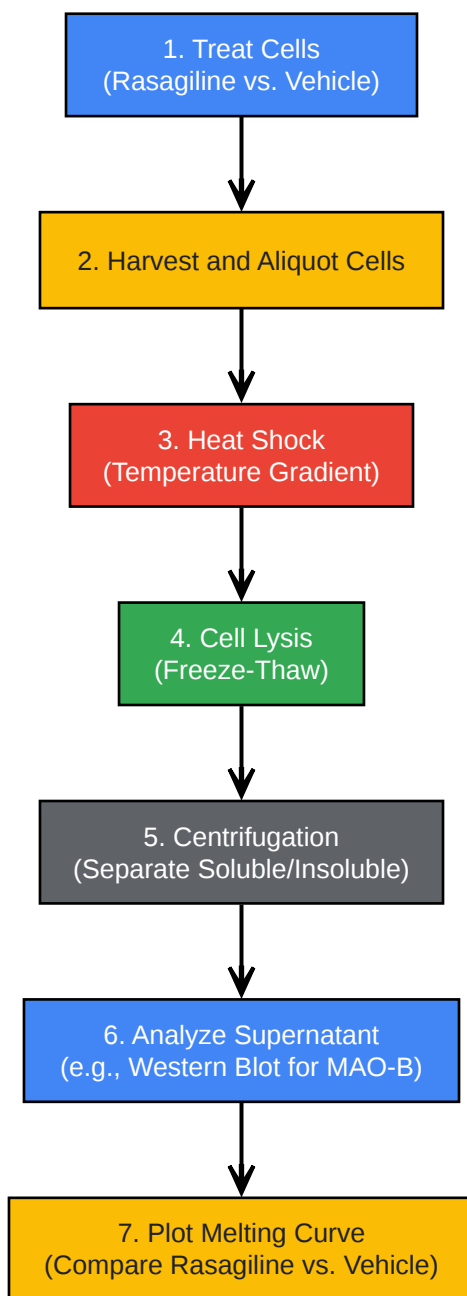 1. Treat Cells
(Rasagiline vs. Vehicle)
2. Harvest and Aliquot Cells
3. Heat Shock
(Temperature Gradient)
4. Cell Lysis
(Freeze-Thaw)
5. Centrifugation
(Separate Soluble/Insoluble)
6. Analyze Supernatant
(e.g., Western Blot for MAO-B)
7. Plot Melting Curve
(Compare Rasagiline vs. Vehicle)